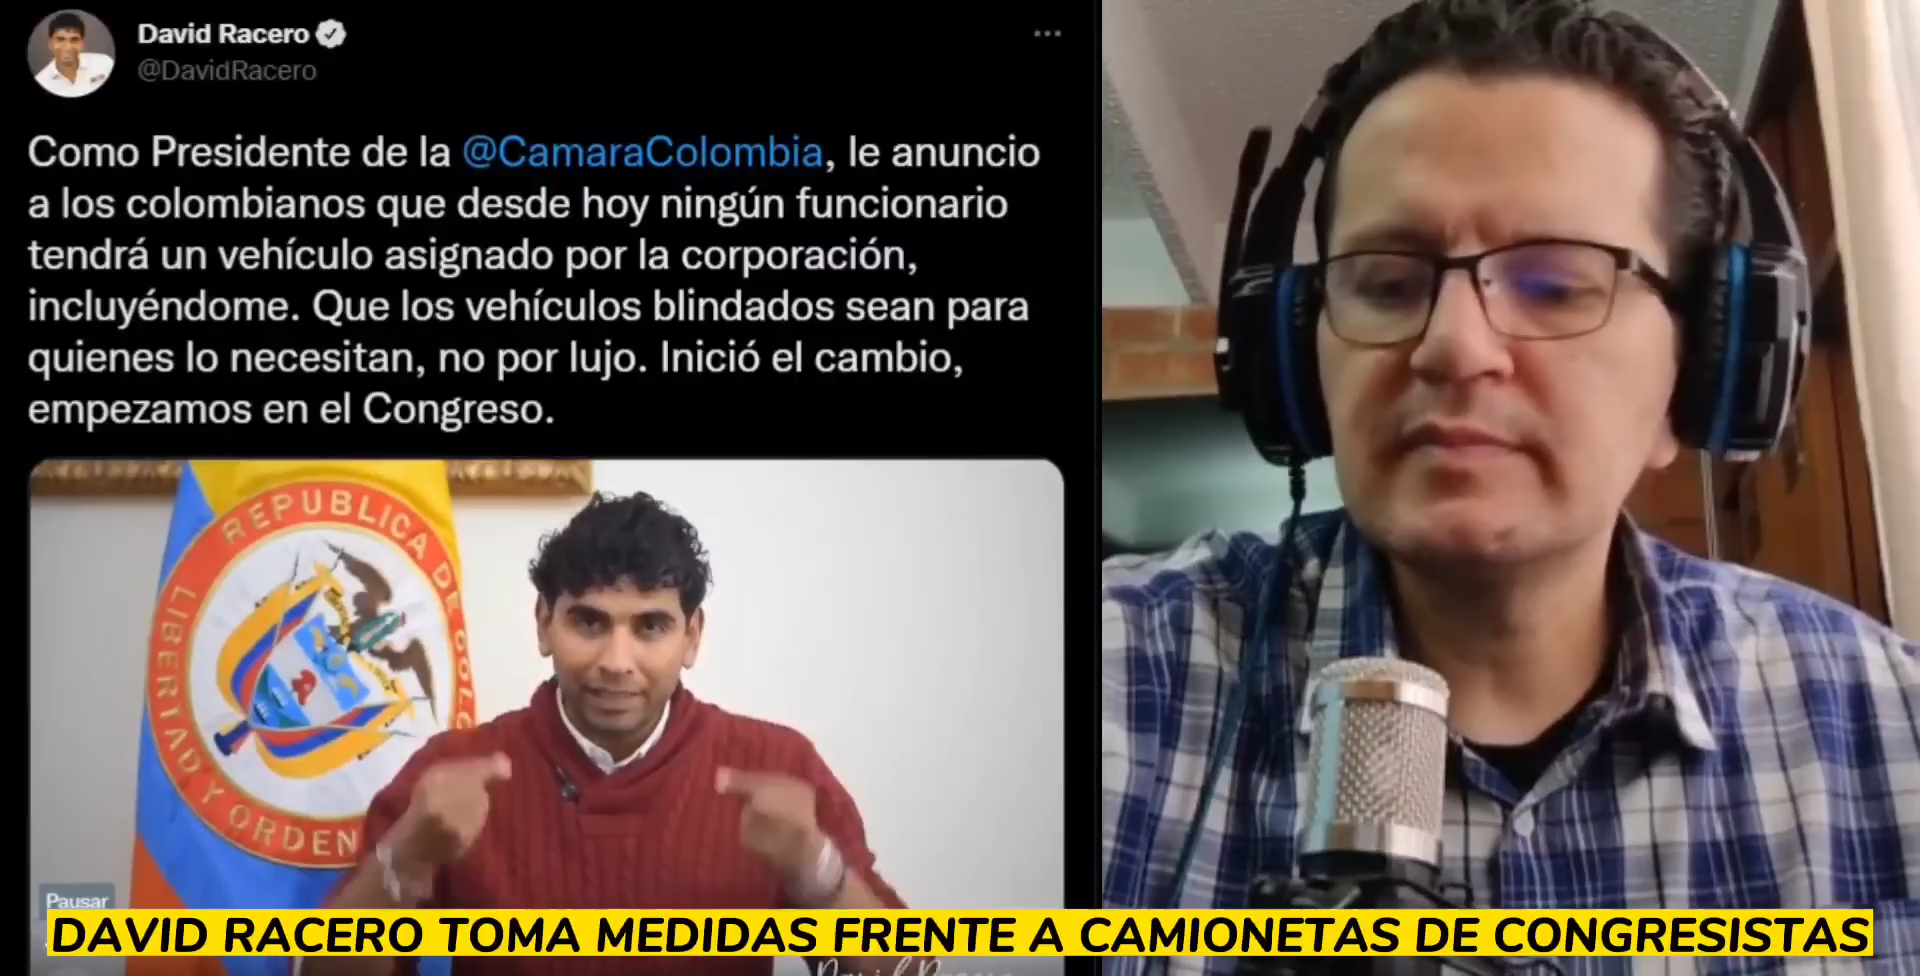 David Racero
@DavidRacero
Como Presidente de la @CamaraColombia, le anuncio
a los colombianos que desde hoy ningún funcionario
tendrá un vehículo asignado por la corporación,
incluyéndome. Que los vehículos blindados sean para
quienes lo necesitan, no por lujo. Inició el cambio,
empezamos en el Congreso.
REPUBLICA DE COLO
LIBERTAD Y ORDEN
Pausar
DAVID RACERO TOMA MEDIDAS FRENTE A CAMIONETAS DE CONGRESISTAS
David Racero